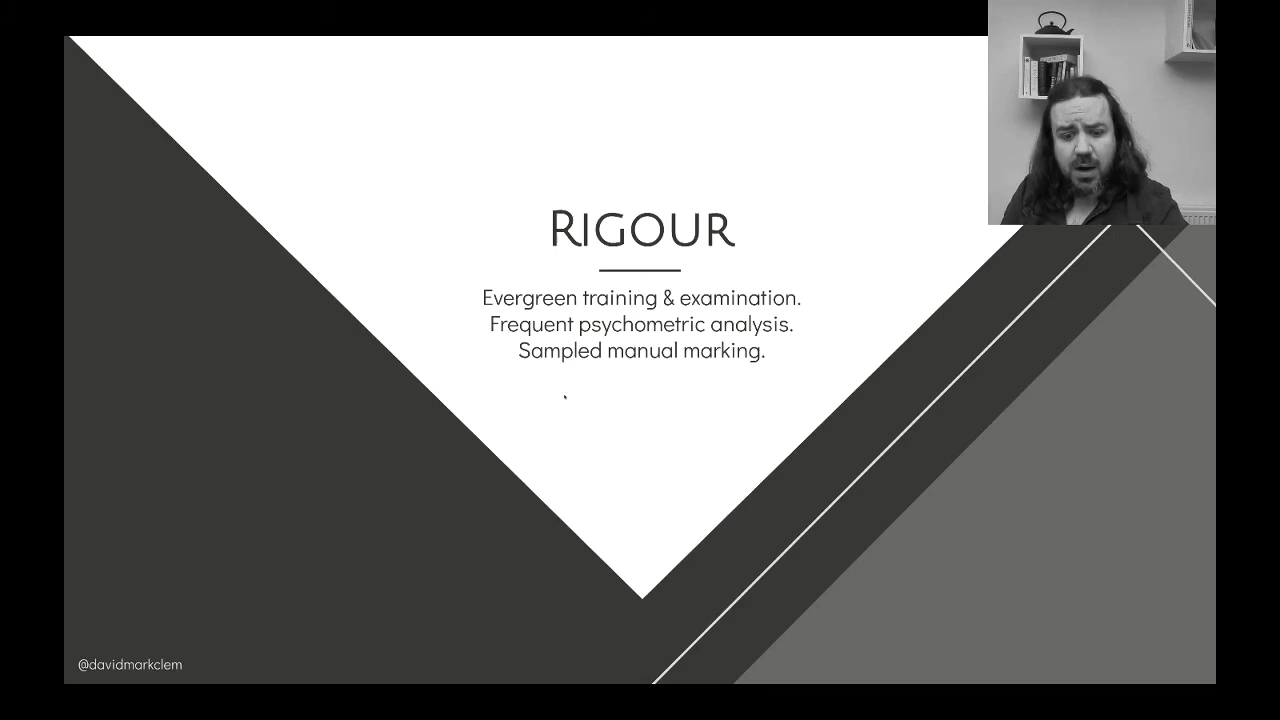 Rigour
Evergreen training & examination.
Frequent psychometric analysis.
Sampled manual marking.
@davidmarkclem